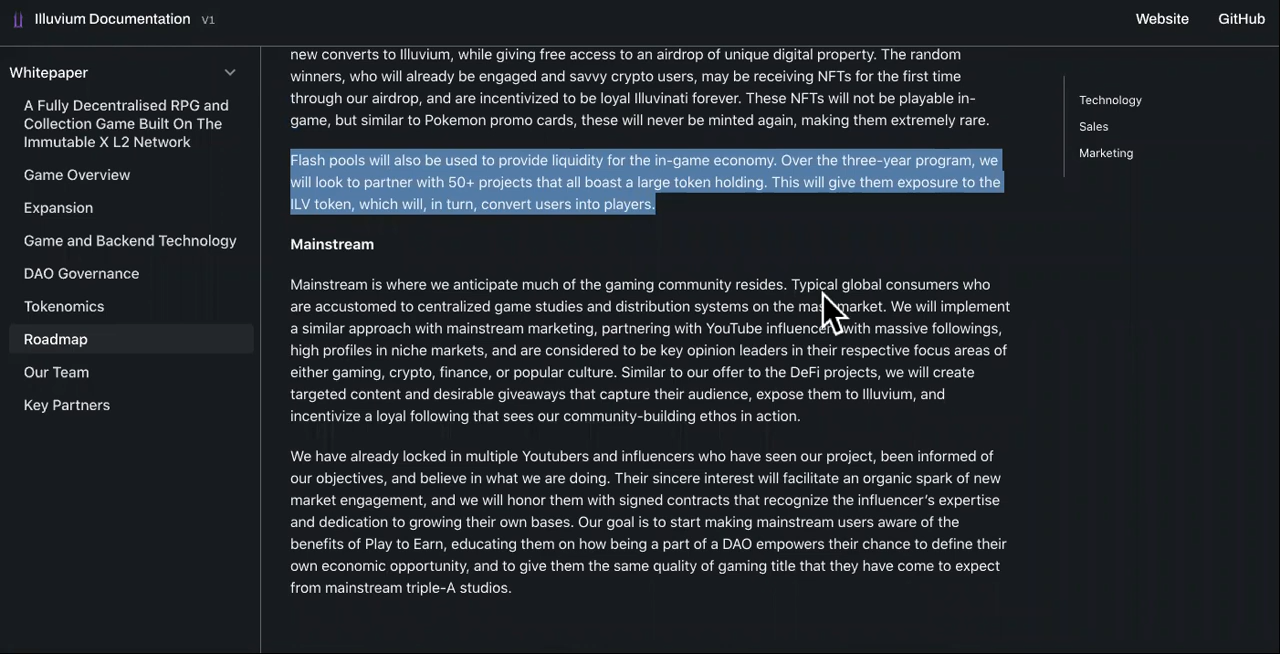 Illuvium Documentation V1
Website GitHub
Whitepaper
A Fully Decentralised RPG and
Collection Game Built On The
Immutable X L2 Network
Game Overview
Expansion
Game and Backend Technology
DAO Governance
Tokenomics
Roadmap
Our Team
Key Partners
new converts to Illuvium, while giving free access to an airdrop of unique digital property. The random
winners, who will already be engaged and savvy crypto users, may be receiving NFTs for the first time
through our airdrop, and are incentivized to be loyal Illuvinati forever. These NFTs will not be playable in-
game, but similar to Pokemon promo cards, these will never be minted again, making them extremely rare.
Flash pools will also be used to provide liquidity for the in-game economy. Over the three-year program, we
will look to partner with 50+ projects that all boast a large token holding. This will give them exposure to the
ILV token, which will, in turn, convert users into players.
Mainstream
Mainstream is where we anticipate much of the gaming community resides. Typical global consumers who
are accustomed to centralized game studies and distribution systems on the mass market. We will implement
a similar approach with mainstream marketing, partnering with YouTube influencers with massive followings,
high profiles in niche markets, and are considered to be key opinion leaders in their respective focus areas of
either gaming, crypto, finance, or popular culture. Similar to our offer to the DeFi projects, we will create
targeted content and desirable giveaways that capture their audience, expose them to Illuvium, and
incentivize a loyal following that sees our community-building ethos in action.
We have already locked in multiple Youtubers and influencers who have seen our project, been informed of
our objectives, and believe in what we are doing. Their sincere interest will facilitate an organic spark of new
market engagement, and we will honor them with signed contracts that recognize the influencer’s expertise
and dedication to growing their own bases. Our goal is to start making mainstream users aware of the
benefits of Play to Earn, educating them on how being a part of a DAO empowers their chance to define their
own economic opportunity, and to give them the same quality of gaming title that they have come to expect
from mainstream triple-A studios.
Technology
Sales
Marketing